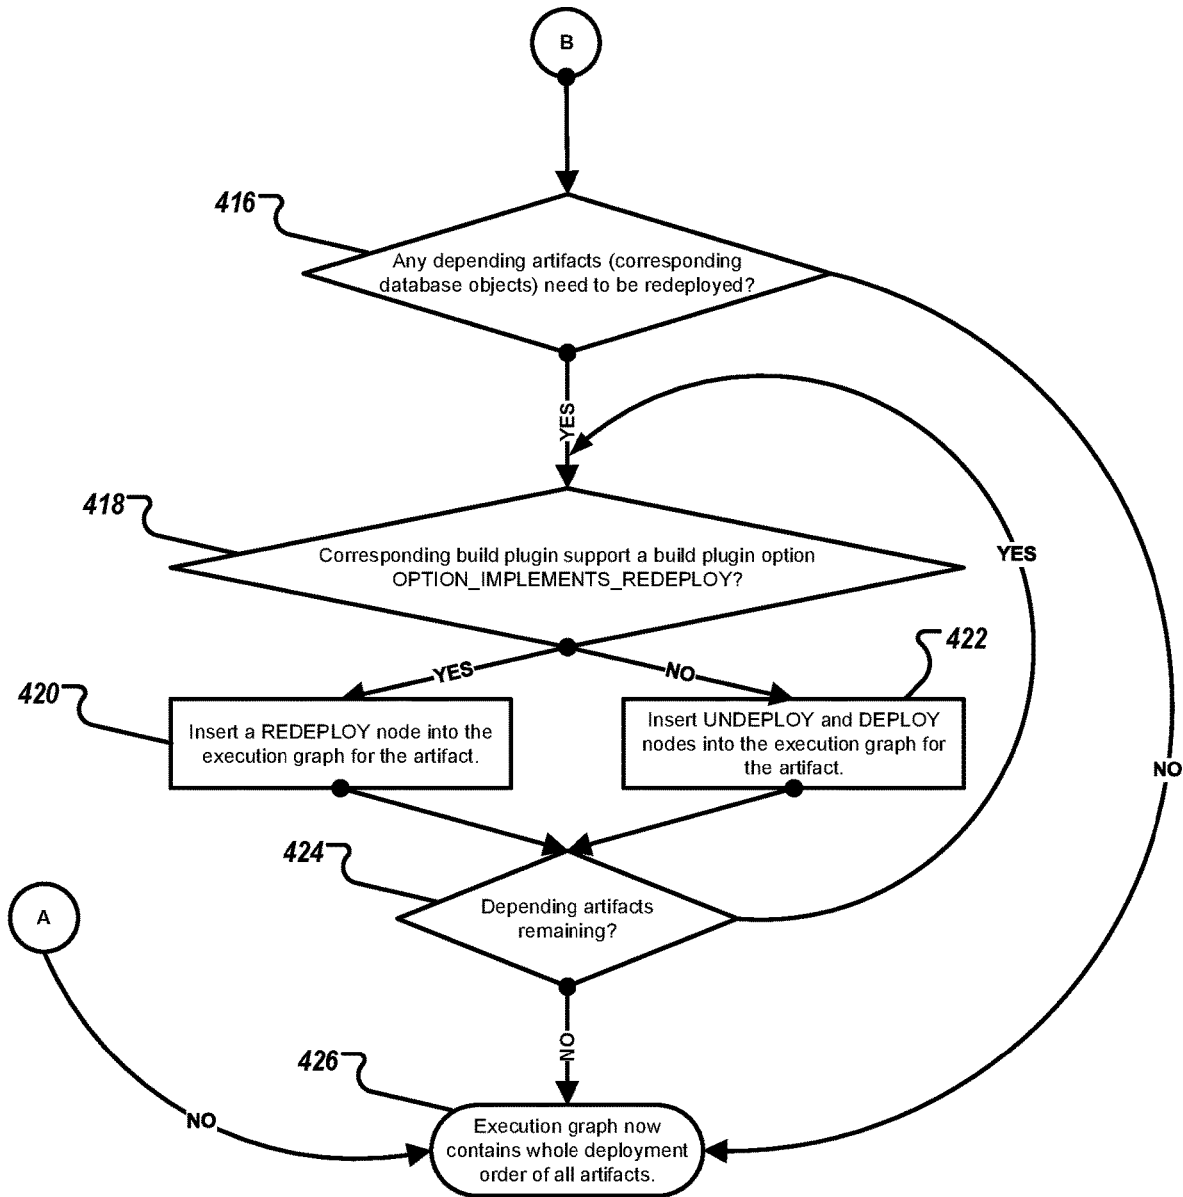 B
416
Any depending artifacts (corresponding
database objects) need to be redeployed?
YES
418
Corresponding build plugin support a build plugin option
OPTION_IMPLEMENTS_REDEPLOY?
YES
YES
NO
422
420
Insert a REDEPLOY node into the
execution graph for the artifact.
Insert UNDEPLOY and DEPLOY
nodes into the execution graph for
the artifact.
NO
424
Depending artifacts
remaining?
A
NO
426
NO
Execution graph now
contains whole deployment
order of all artifacts.